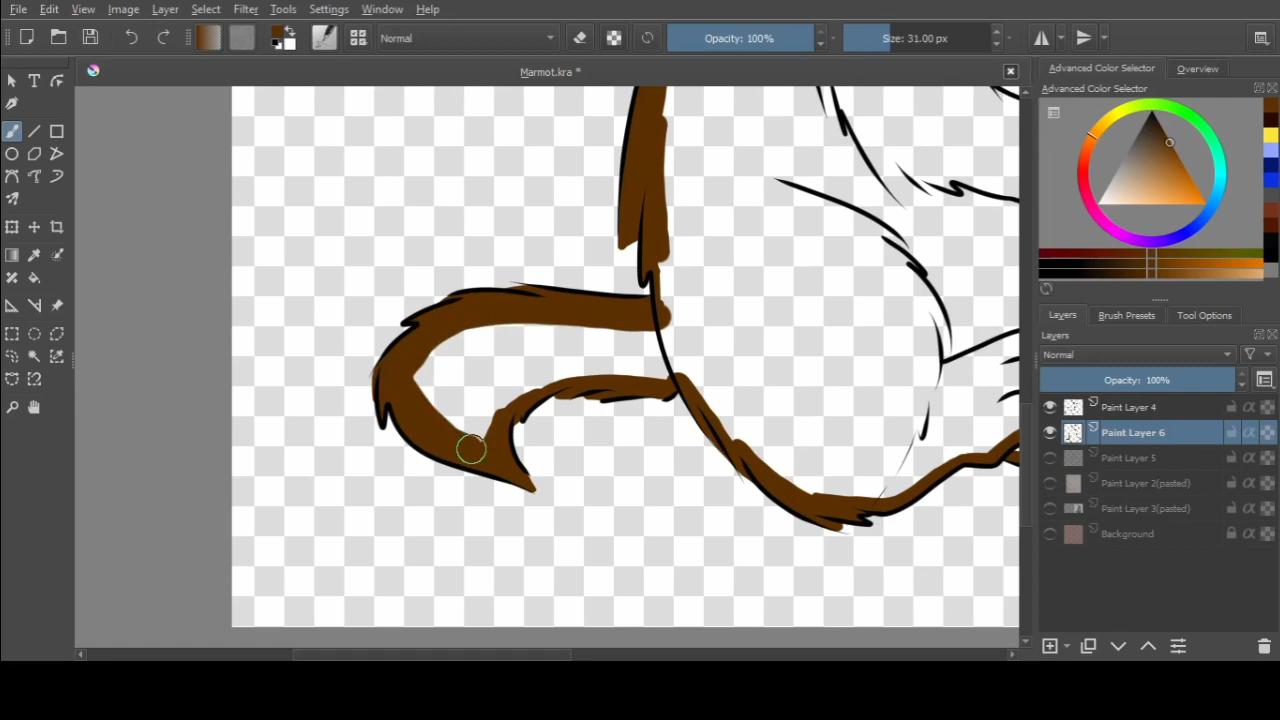 File Edit View Image Layer Select Filter Tools Settings Window Help
Normal Opacity: 100% Size: 31.00 px
Marmot.kra *
Advanced Color Selector Overview
Advanced Color Selector
Layers Brush Presets Tool Options
Layers
Normal
Opacity: 100%
Paint Layer 4
Paint Layer 6
Paint Layer 5
Paint Layer 2(pasted)
Paint Layer 3(pasted)
Background